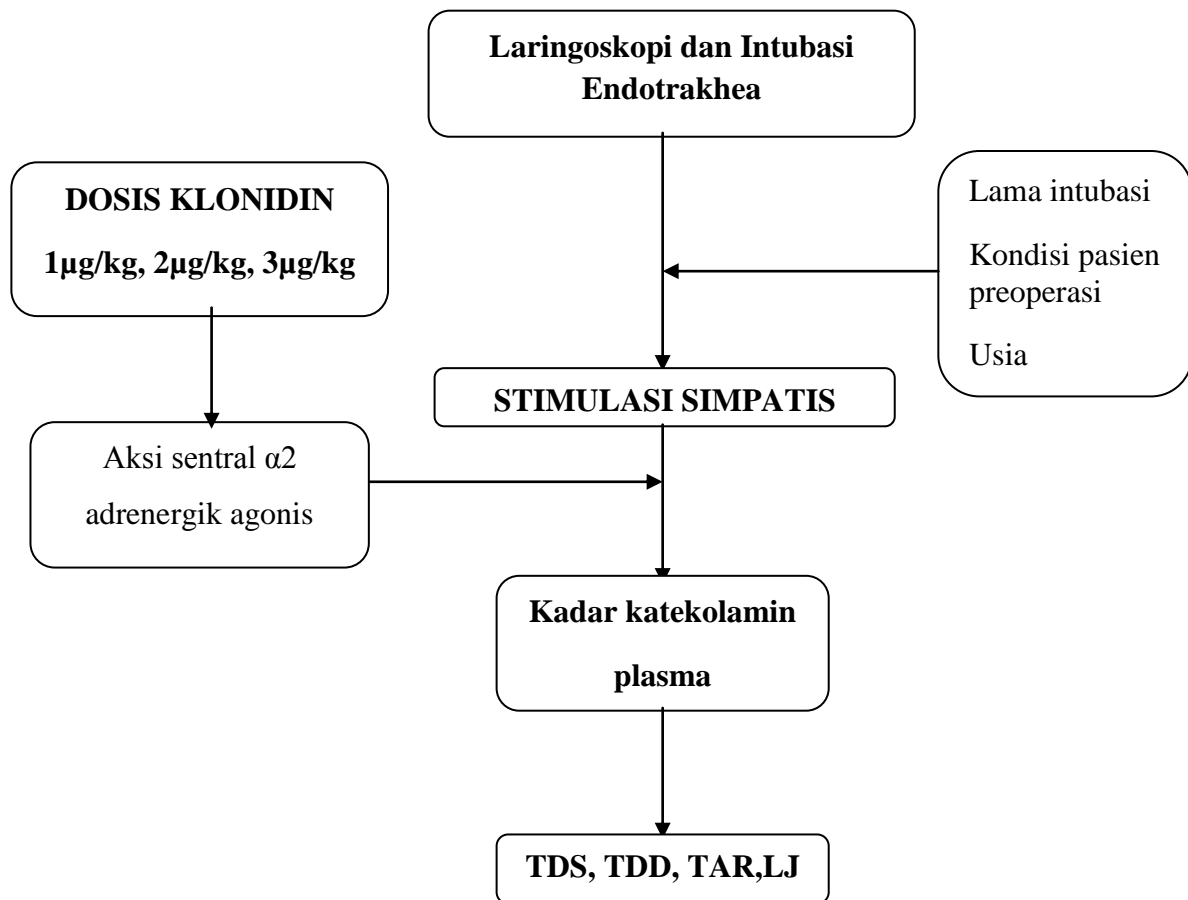 Laringoskopi dan Intubasi
Endotrakhea
DOSIS KLONIDIN
1µg/kg, 2µg/kg, 3µg/kg
Lama intubasi
Kondisi pasien
preoperasi
Usia
STIMULASI SIMPATIS
Aksi sentral α2
adrenergik agonis
Kadar katekolamin
plasma
TDS, TDD, TAR,LJ